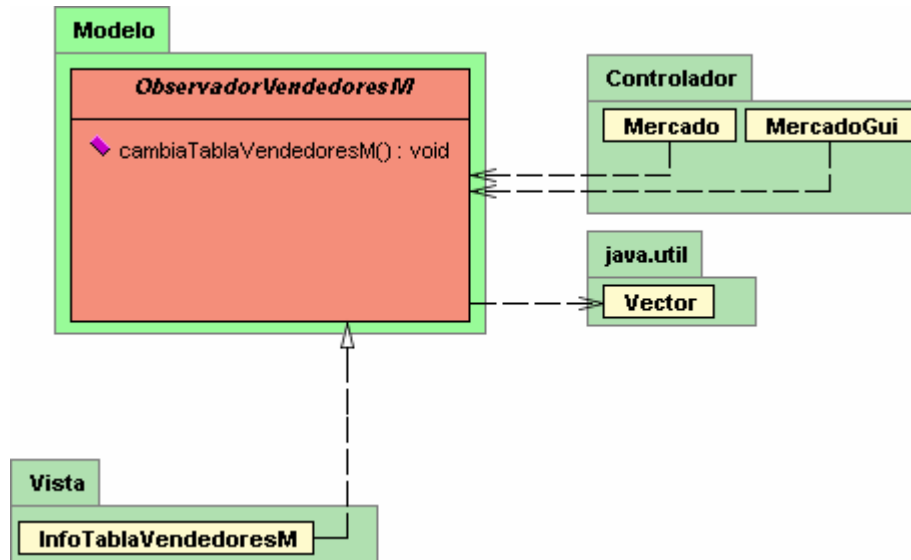 Modelo
ObservadorVendedoresM
cambiaTablaVendedoresM() : void
Controlador
Mercado
MercadoGui
java.util
Vector
Vista
InfoTablaVendedoresM